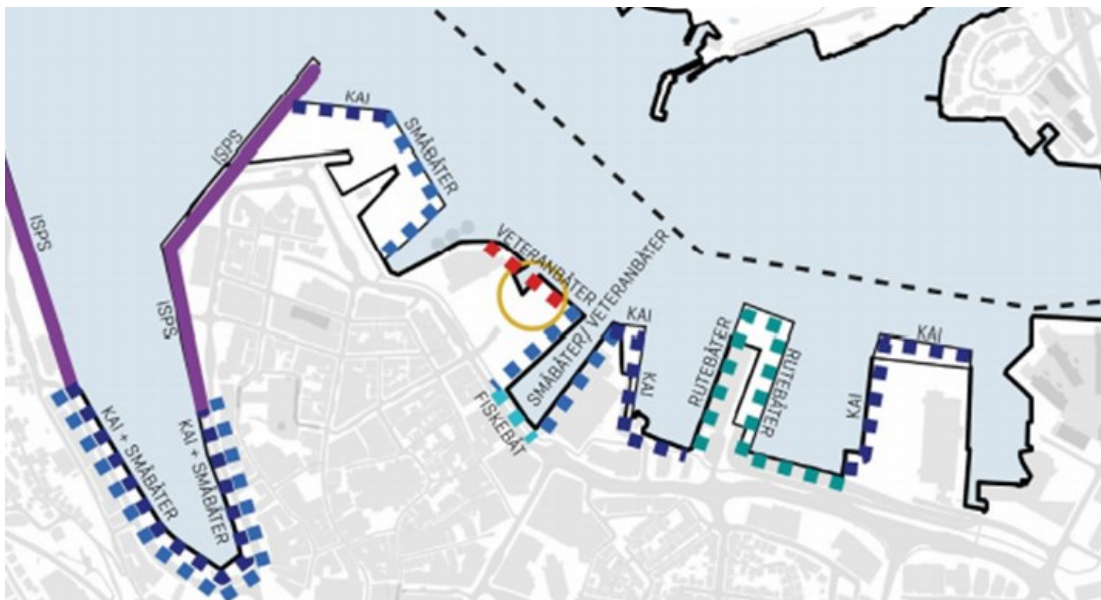 KAI
SMÅBÅTER
ISPS
ISPS
ISPS
VETERANBÅTER
SMÅBÅTER/ VETERANBÅTER
FISKEBÅT
KAI
KAI
RUTEBÅTER
RUTEBÅTER
KAI
KAI
KAI + SMÅBÅTER
KAI + SMÅBÅTER